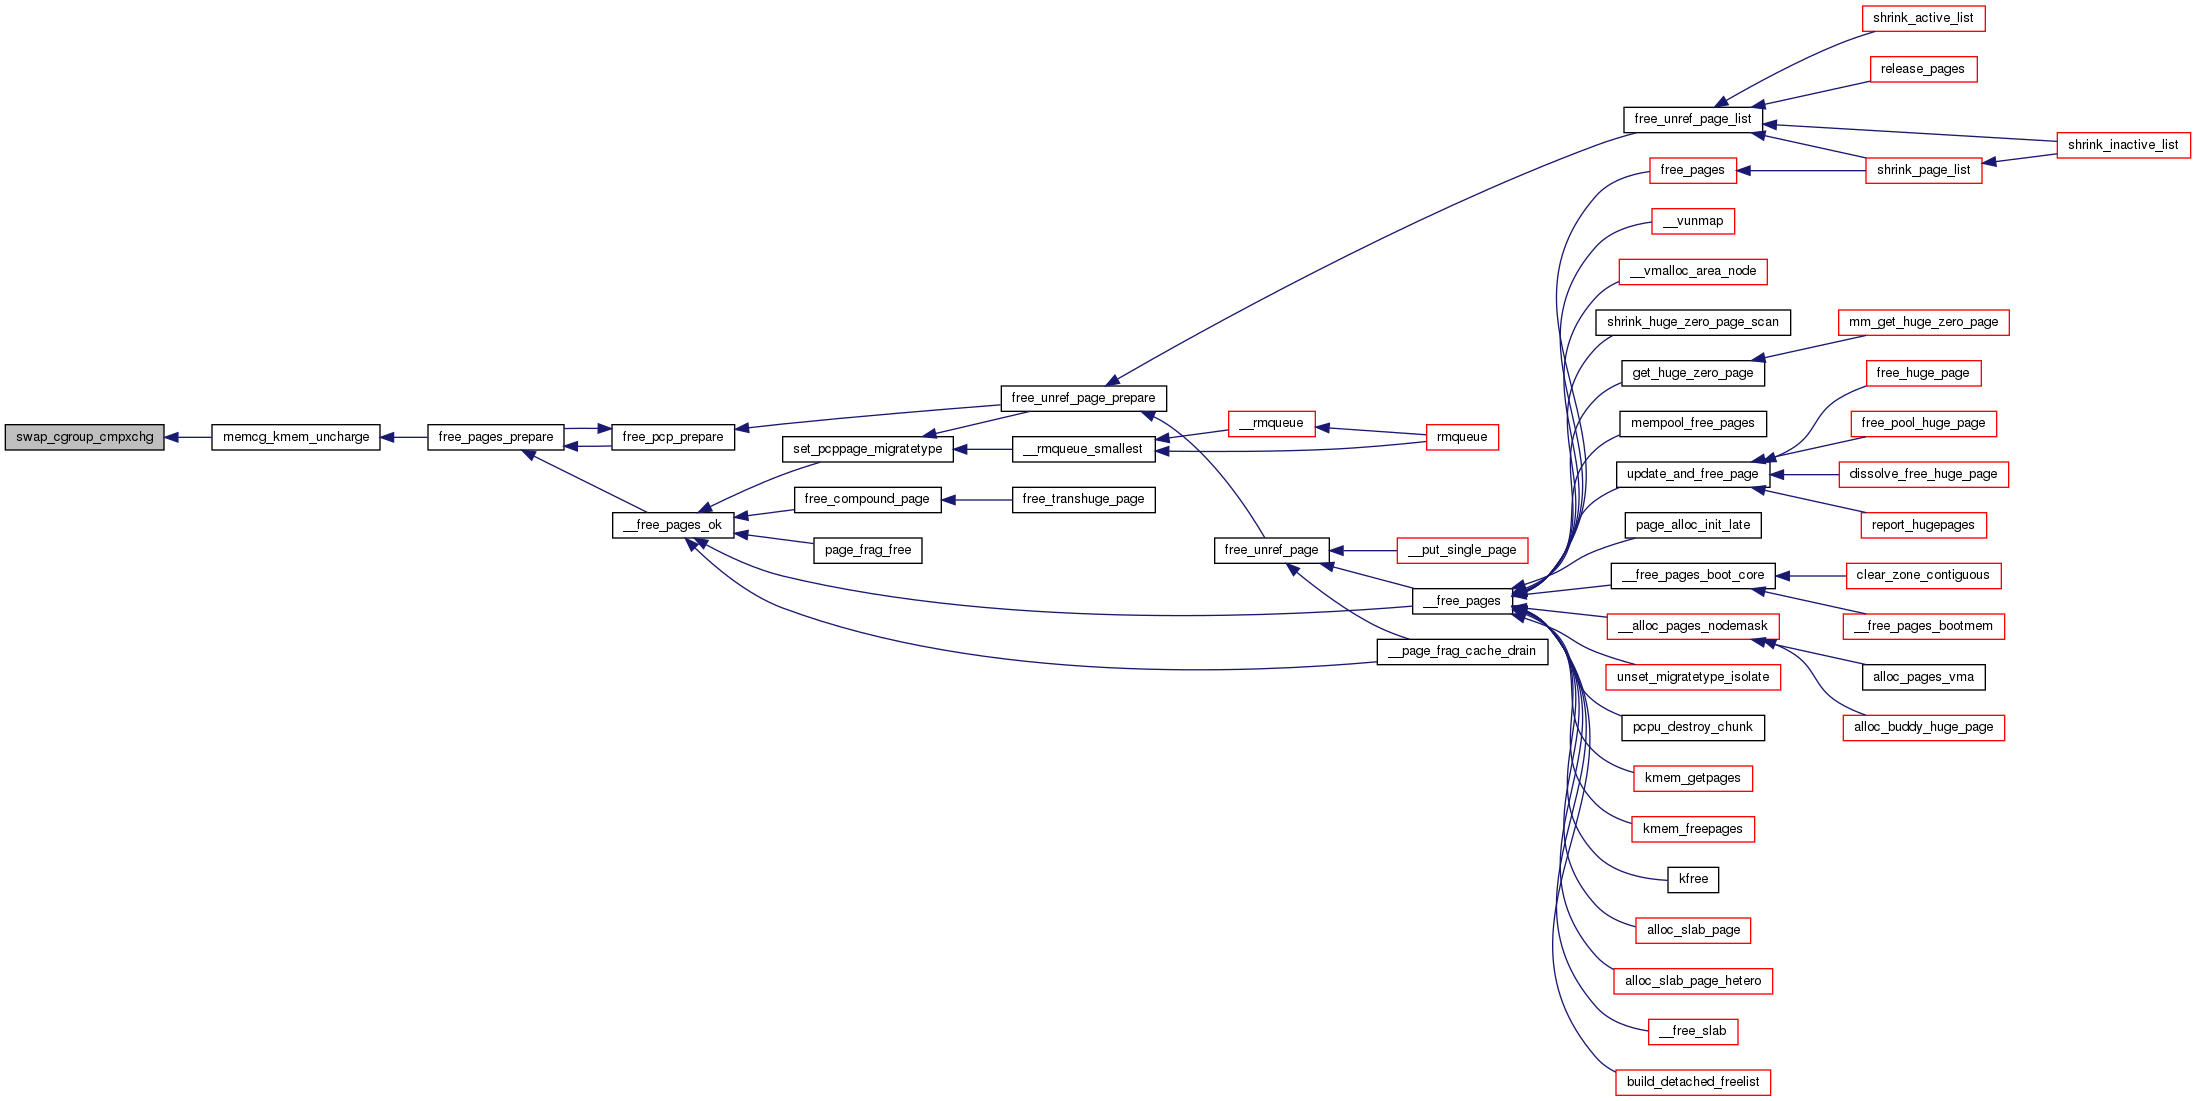 shrink_active_list
release_pages
free_unref_page_list
shrink_inactive_list
free_pages
shrink_page_list
__vunmap
__vmalloc_area_node
shrink_huge_zero_page_scan
mm_get_huge_zero_page
get_huge_zero_page
free_huge_page
free_unref_page_prepare
mempool_free_pages
free_pool_huge_page
__rmqueue
swap_cgroup_cmpxchg
memcg_kmem_uncharge
free_pages_prepare
free_pcp_prepare
rmqueue
set_pcppage_migratetype
__rmqueue_smallest
update_and_free_page
dissolve_free_huge_page
free_compound_page
free_transhuge_page
__free_pages_ok
page_alloc_init_late
report_hugepages
page_frag_free
free_unref_page
__put_single_page
__free_pages_boot_core
clear_zone_contiguous
__free_pages
__alloc_pages_nodemask
__free_pages_bootmem
__page_frag_cache_drain
unset_migratetype_isolate
alloc_pages_vma
pcpu_destroy_chunk
alloc_buddy_huge_page
kmem_getpages
kmem_freepages
kfree
alloc_slab_page
alloc_slab_page_hetero
__free_slab
build_detached_freelist